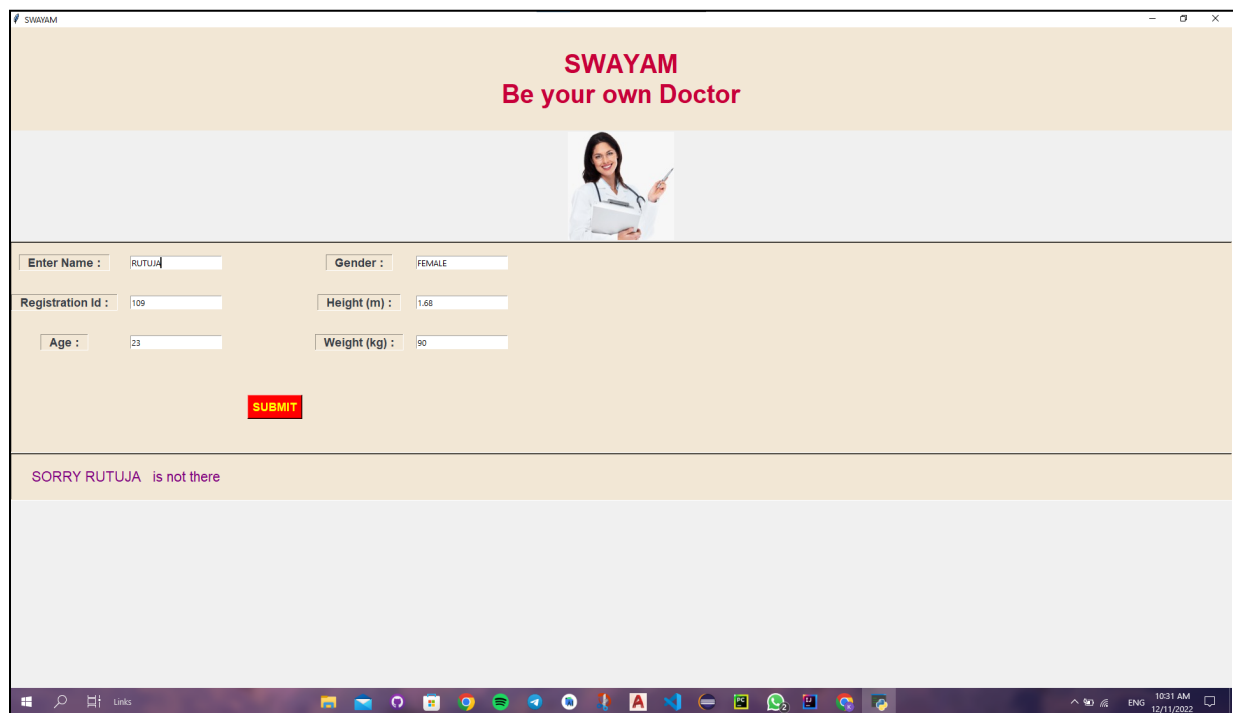 SWAYAM
SWAYAM
Be your own Doctor
Enter Name : RUTUJA Gender : FEMALE
Registration Id : 109 Height (m) : 1.68
Age : 23 Weight (kg) : 90
SUBMIT
SORRY RUTUJA is not there
Links ENG 10:31 AM
12/11/2022